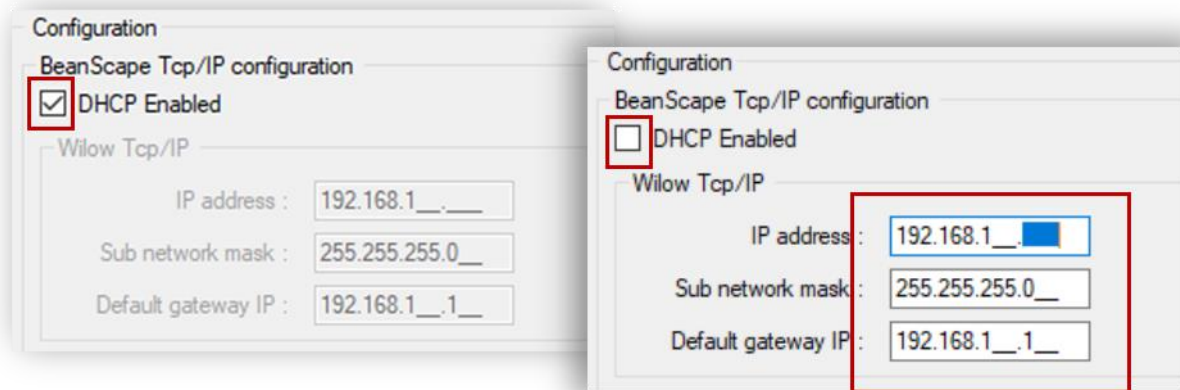 Configuration
BeanScape Tcp/IP configuration
DHCP Enabled
Wilow Tcp/IP
IP address : 192.168.1__.___
Sub network mask : 255.255.255.0__
Default gateway IP : 192.168.1__.1__
Configuration
BeanScape Tcp/IP configuration
DHCP Enabled
Wilow Tcp/IP
IP address : 192.168.1__.
Sub network mask : 255.255.255.0__
Default gateway IP : 192.168.1__.1__